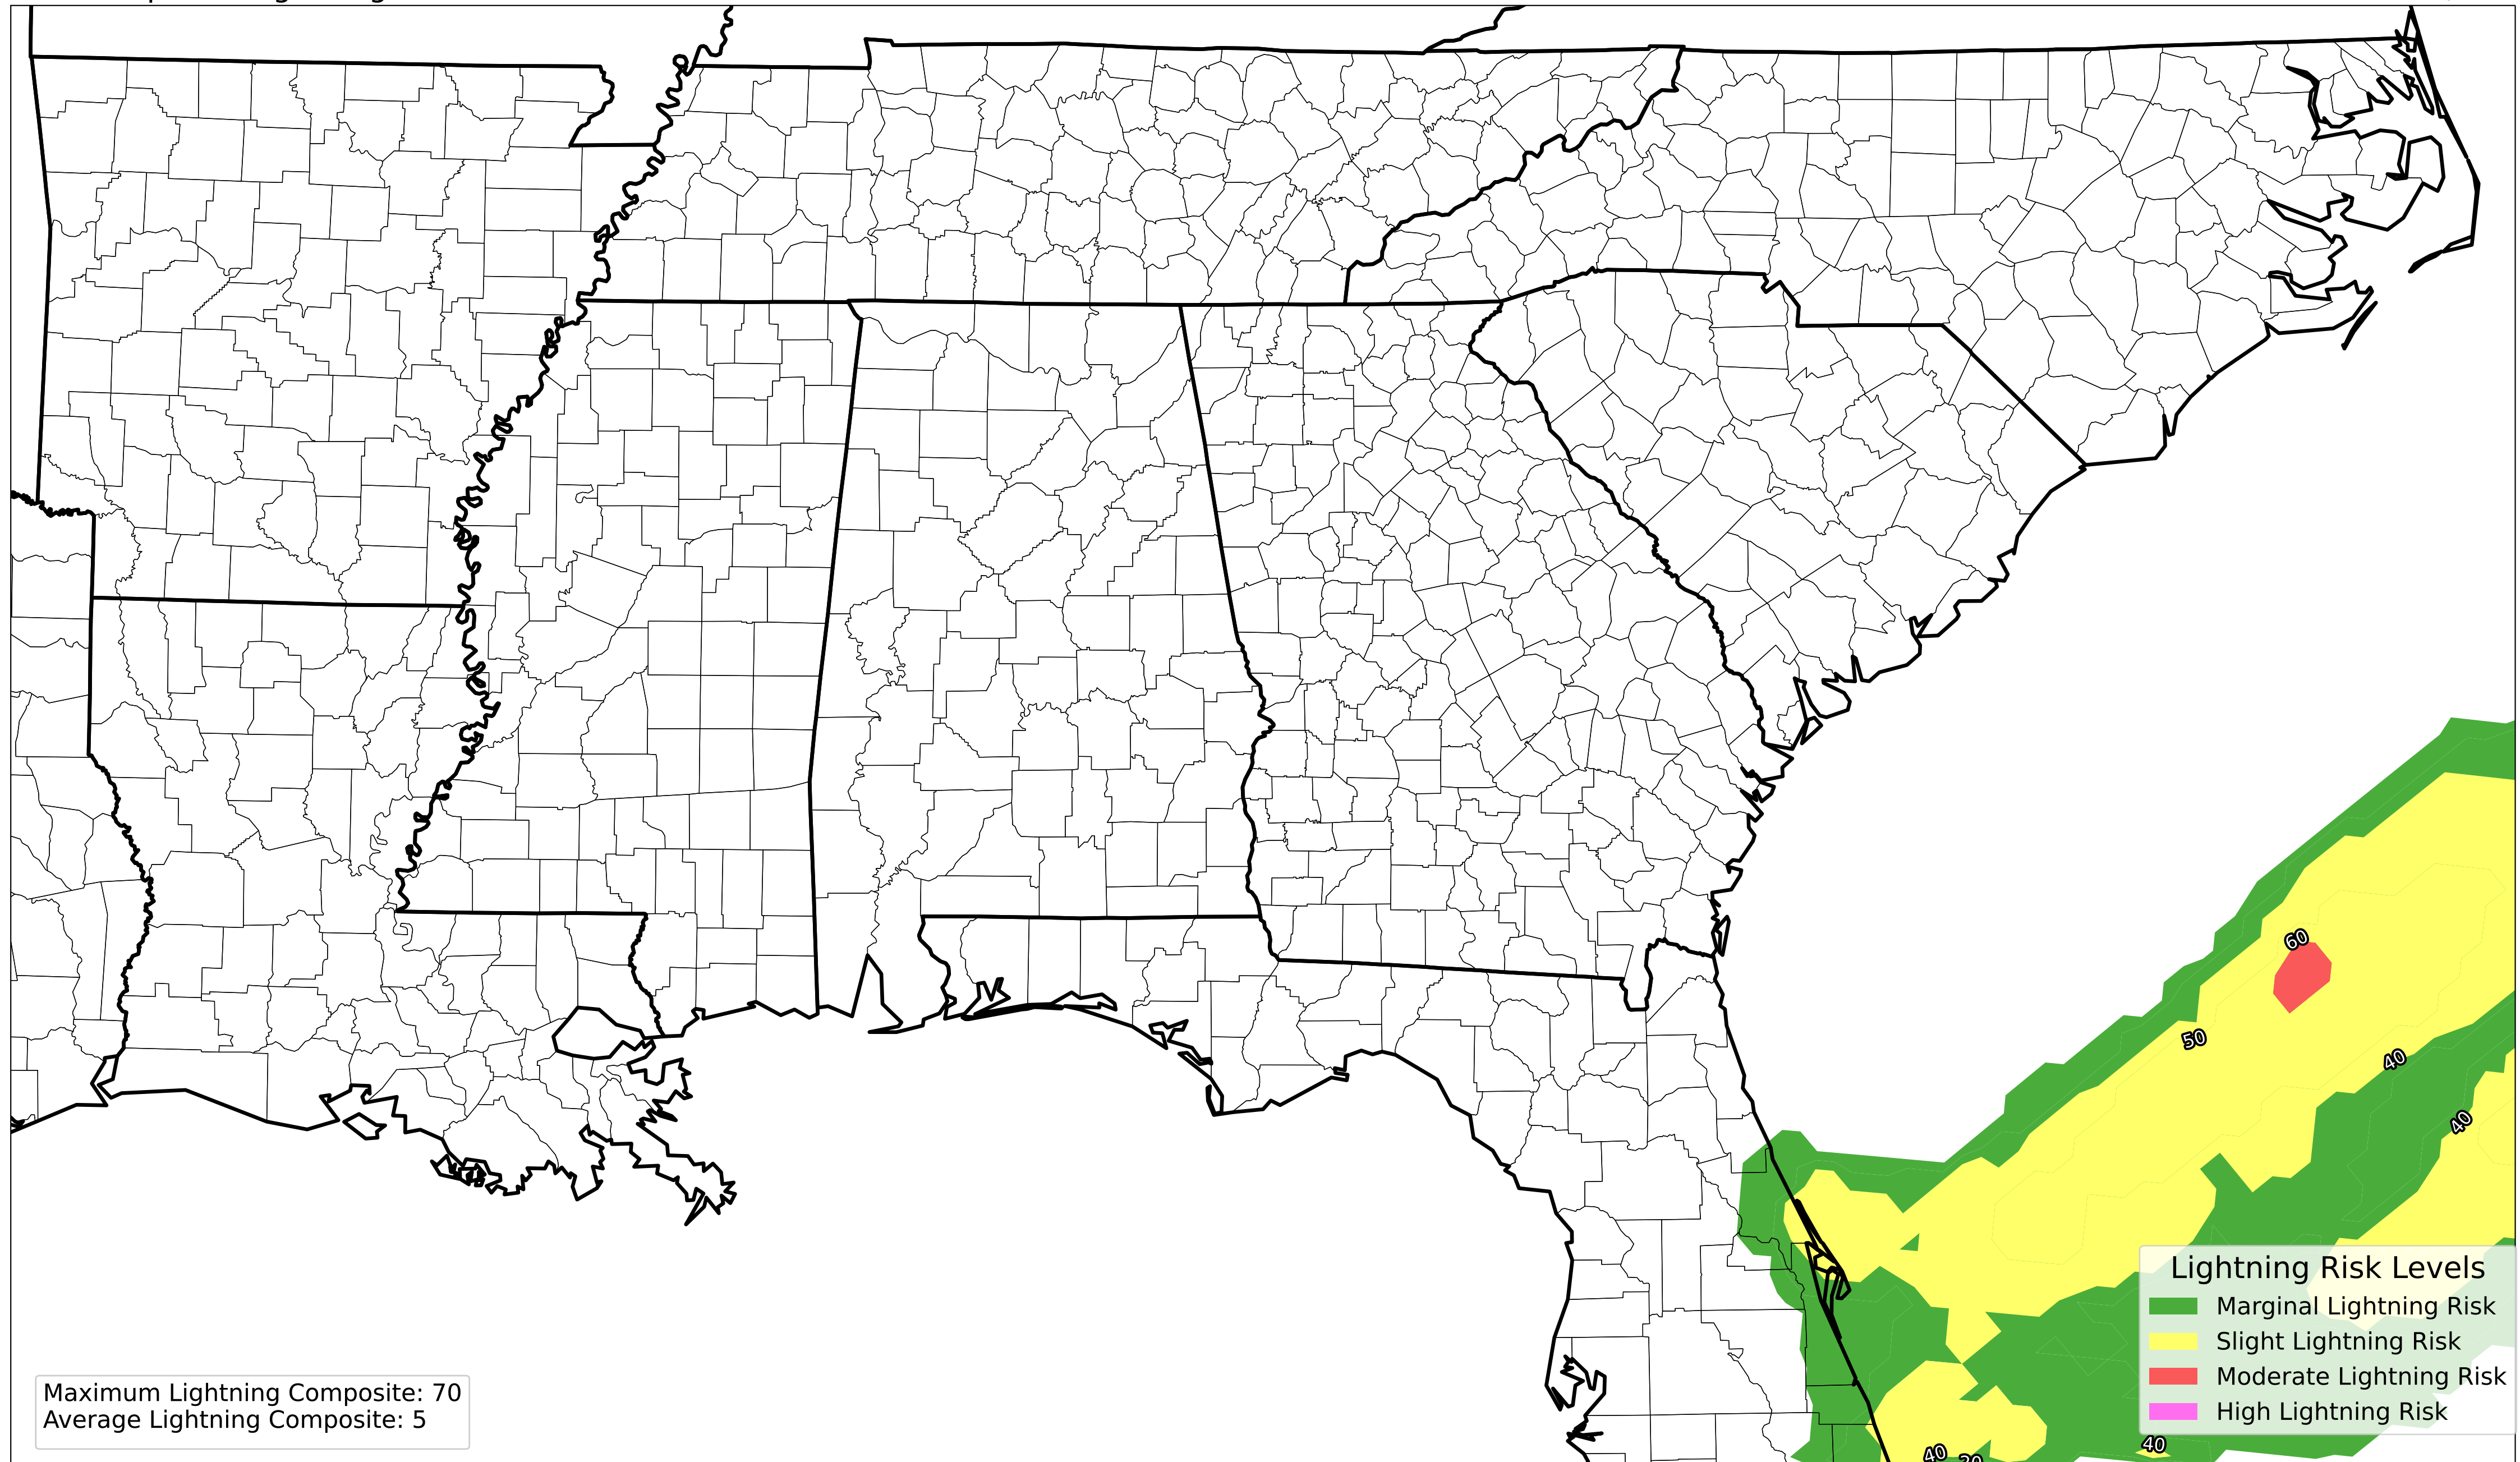 60
50
40
40
40
40
Lightning Risk Levels
Marginal Lightning Risk
Slight Lightning Risk
Moderate Lightning Risk
High Lightning Risk
Maximum Lightning Composite: 70
Average Lightning Composite: 5